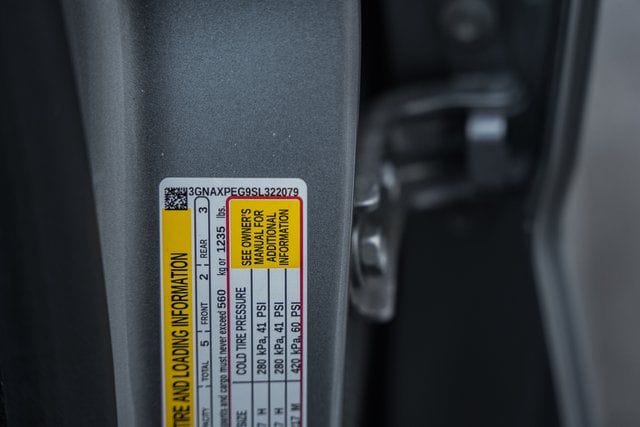 3GNAXPEG9SL322079
TIRE AND LOADING INFORMATION
TOTAL 5 FRONT 2 REAR 3
and cargo must never exceed 560 kg or 1235 lbs.
COLD TIRE PRESSURE
SEE OWNER'S
MANUAL FOR
ADDITIONAL
INFORMATION
H 280 kPa, 41 PSI
H 280 kPa, 41 PSI
M 420 kPa, 60 PSI